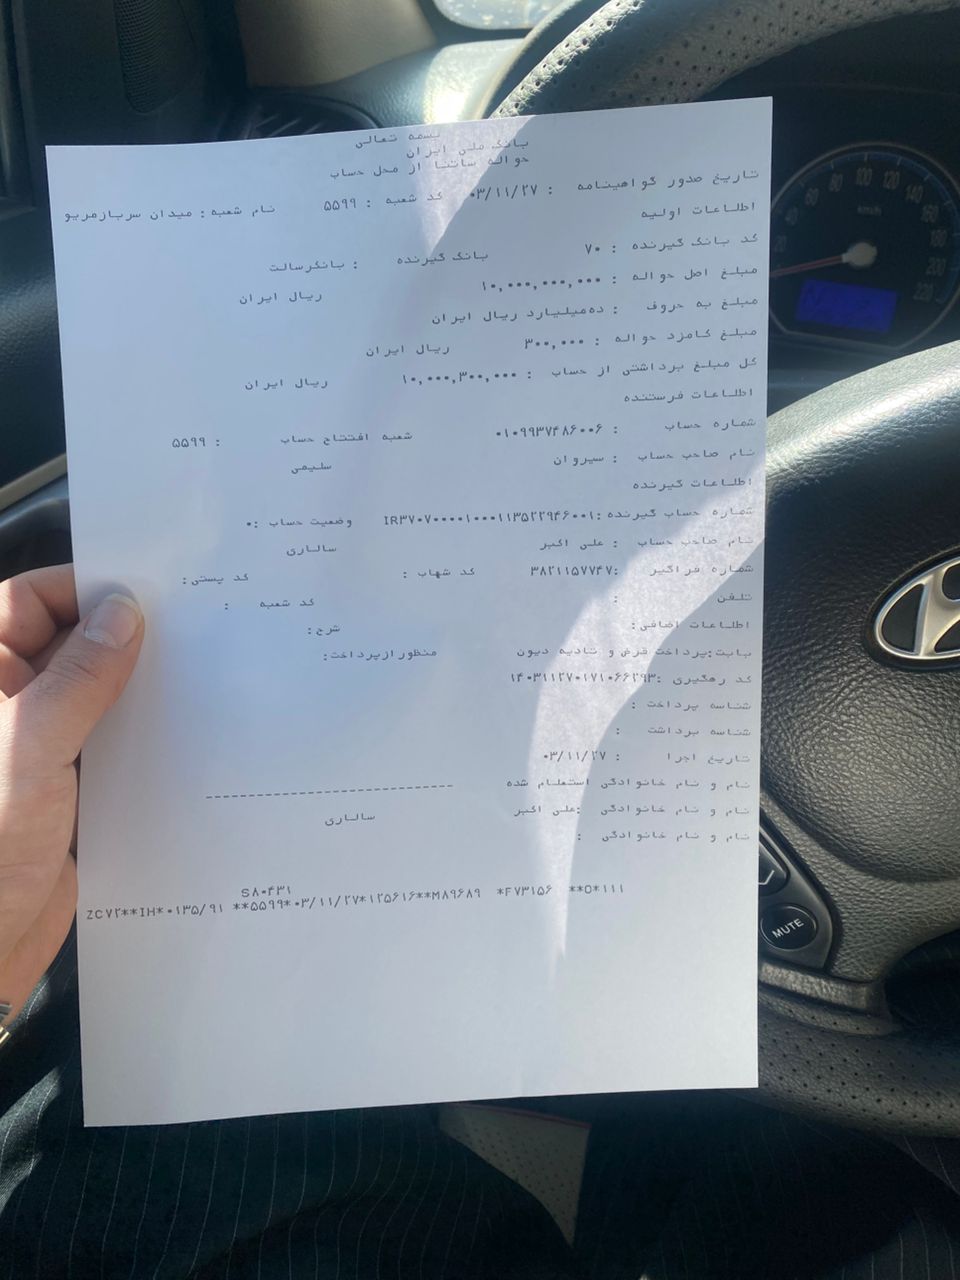 بسمه تعالی
بانک ملی ایران
حواله ساتنا از محل حساب
تاریخ صدور گواهینامه : ۰۳/۱۱/۲۷ کد شعبه : ۵۵۹۹ نام شعبه : میدان سربازمریو
اطلاعات اولیه
کد بانک گیرنده : ۷۰ بانک گیرنده : بانکرسالت
مبلغ اصل حواله : ۱۰,۰۰۰,۰۰۰,۰۰۰ ریال ایران
مبلغ به حروف : ده‌میلیارد ریال ایران
مبلغ کامزد حواله : ۳۰۰,۰۰۰ ریال ایران
کل مبلغ برداشتی از حساب : ۱۰,۰۰۰,۳۰۰,۰۰۰ ریال ایران
اطلاعات فرستنده
شماره حساب : ۰۱۰۹۹۳۷۴۸۶۰۰۶ شعبه افتتاح حساب : ۵۵۹۹
نام صاحب حساب : سیروان سلیمی
اطلاعات گیرنده
شماره حساب گیرنده :IR۳۷۰۷۰۰۰۰۱۰۰۰۱۱۳۵۲۲۹۴۶۰۰۱ وضعیت حساب :۰
نام صاحب حساب : علی اکبر سالاری
شماره فراگیر :۳۸۲۱۱۵۷۷۴۷ کد شهاب : کد پستی :
تلفن : کد شعبه :
اطلاعات اضافی: شرح:
بابت:پرداخت قرض و تادیه دیون منظورازپرداخت:
کد رهگیری :۱۴۰۳۱۱۲۷۰۱۷۱۰۶۶۲۹۳
شناسه پرداخت :
شناسه برداشت :
تاریخ اجرا : ۰۳/۱۱/۲۷
نام و نام خانوادگی استعلام شده
نام و نام خانوادگی :علی اکبر سالاری
نام و نام خانوادگی :
S۸۰۴۳۱
ZC۷۲**IH*۰۱۳۵/۹۱ **۵۵۹۹*۰۳/۱۱/۲۷*۱۲۵۶۱۶**M۸۹۶۸۹ *F۷۳۱۵۶ **O*۱۱۱
MUTE